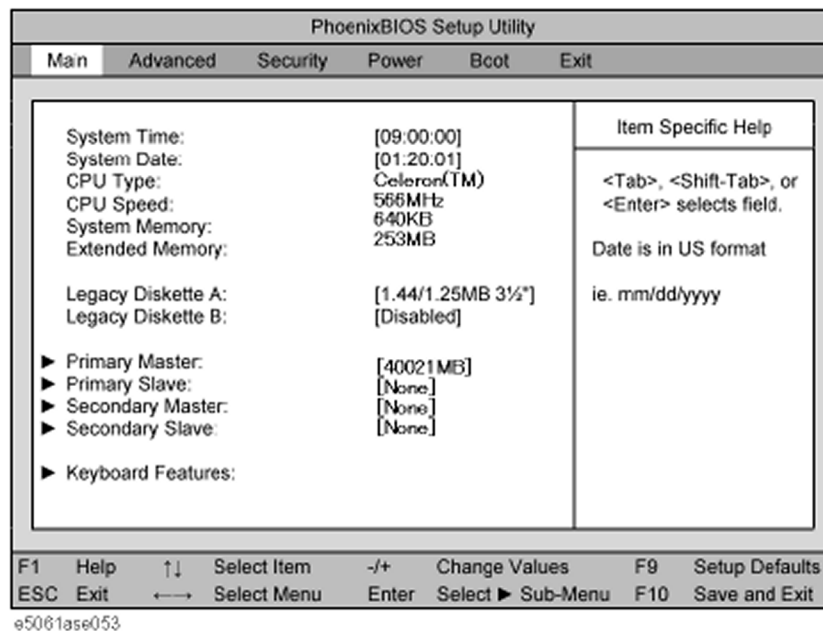 PhoenixBIOS Setup Utility
Main Advanced Security Power Boot Exit
System Time: [09:00:00]
System Date: [01:20:01]
CPU Type: Celeron(TM)
CPU Speed: 566MHz
System Memory: 640KB
Extended Memory: 253MB
Legacy Diskette A: [1.44/1.25MB 3½"]
Legacy Diskette B: [Disabled]
► Primary Master: [40021MB]
► Primary Slave: [None]
► Secondary Master: [None]
► Secondary Slave: [None]
► Keyboard Features:
Item Specific Help
<Tab>, <Shift-Tab>, or
<Enter> selects field.
Date is in US format
ie. mm/dd/yyyy
F1 Help ↑↓ Select Item -/+ Change Values F9 Setup Defaults
ESC Exit ←→ Select Menu Enter Select ► Sub-Menu F10 Save and Exit
e5061ase053